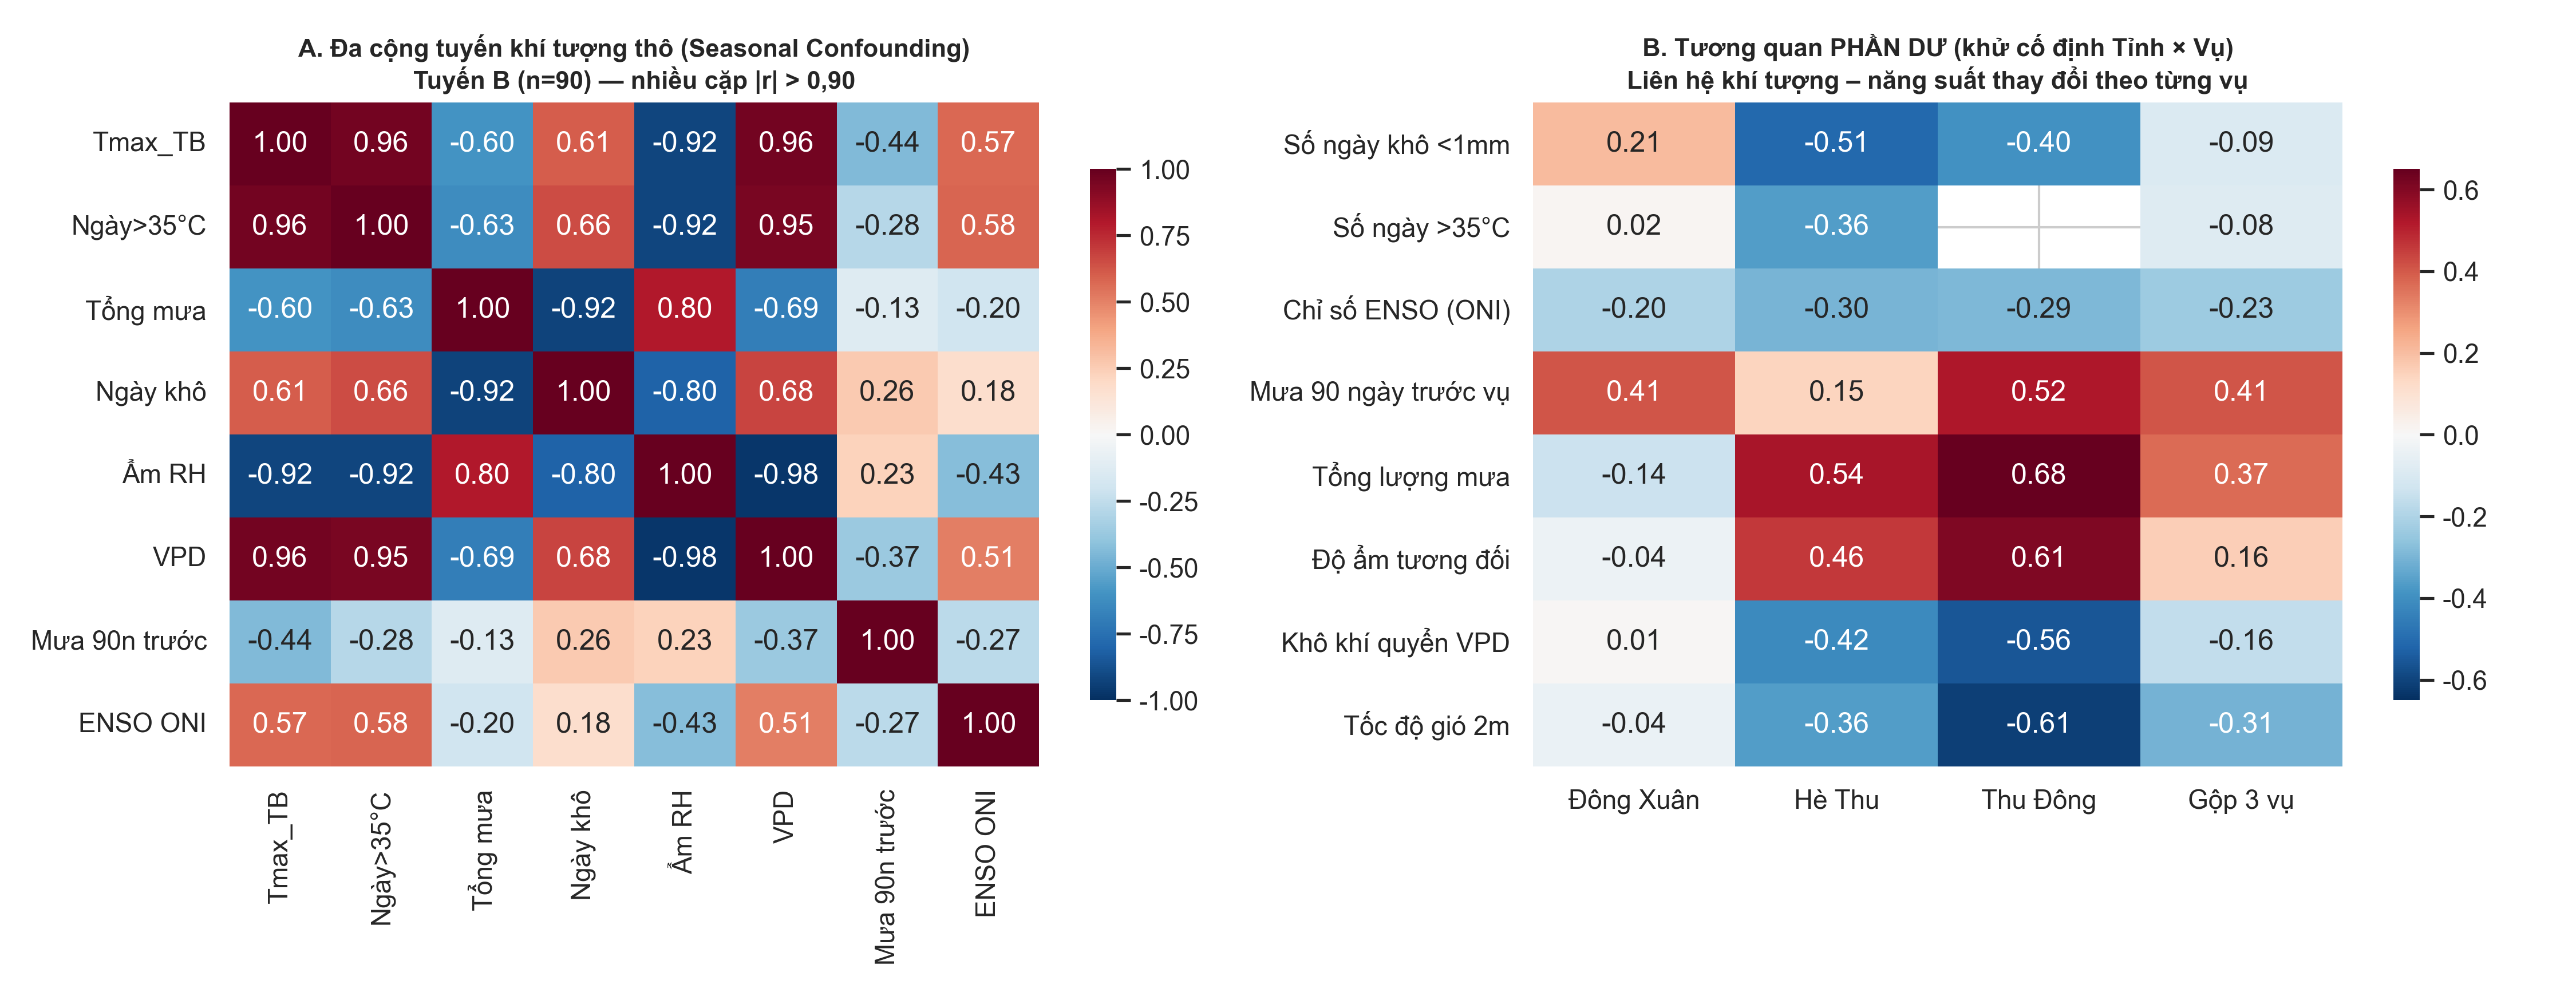 A. Đa cộng tuyến khí tượng thô (Seasonal Confounding)
Tuyến B (n=90) — nhiều cặp |r| > 0,90
Tmax_TB 1.00 0.96 -0.60 0.61 -0.92 0.96 -0.44 0.57
Ngày>35°C 0.96 1.00 -0.63 0.66 -0.92 0.95 -0.28 0.58
Tổng mưa -0.60 -0.63 1.00 -0.92 0.80 -0.69 -0.13 -0.20
Ngày khô 0.61 0.66 -0.92 1.00 -0.80 0.68 0.26 0.18
Ẩm RH -0.92 -0.92 0.80 -0.80 1.00 -0.98 0.23 -0.43
VPD 0.96 0.95 -0.69 0.68 -0.98 1.00 -0.37 0.51
Mưa 90n trước -0.44 -0.28 -0.13 0.26 0.23 -0.37 1.00 -0.27
ENSO ONI 0.57 0.58 -0.20 0.18 -0.43 0.51 -0.27 1.00
Tmax_TB Ngày>35°C Tổng mưa Ngày khô Ẩm RH VPD Mưa 90n trước ENSO ONI
1.00
0.75
0.50
0.25
0.00
-0.25
-0.50
-0.75
-1.00
B. Tương quan PHẦN DƯ (khử cố định Tỉnh × Vụ)
Liên hệ khí tượng – năng suất thay đổi theo từng vụ
Số ngày khô <1mm 0.21 -0.51 -0.40 -0.09
Số ngày >35°C 0.02 -0.36 -0.08
Chỉ số ENSO (ONI) -0.20 -0.30 -0.29 -0.23
Mưa 90 ngày trước vụ 0.41 0.15 0.52 0.41
Tổng lượng mưa -0.14 0.54 0.68 0.37
Độ ẩm tương đối -0.04 0.46 0.61 0.16
Khô khí quyển VPD 0.01 -0.42 -0.56 -0.16
Tốc độ gió 2m -0.04 -0.36 -0.61 -0.31
Đông Xuân Hè Thu Thu Đông Gộp 3 vụ
0.6
0.4
0.2
0.0
-0.2
-0.4
-0.6